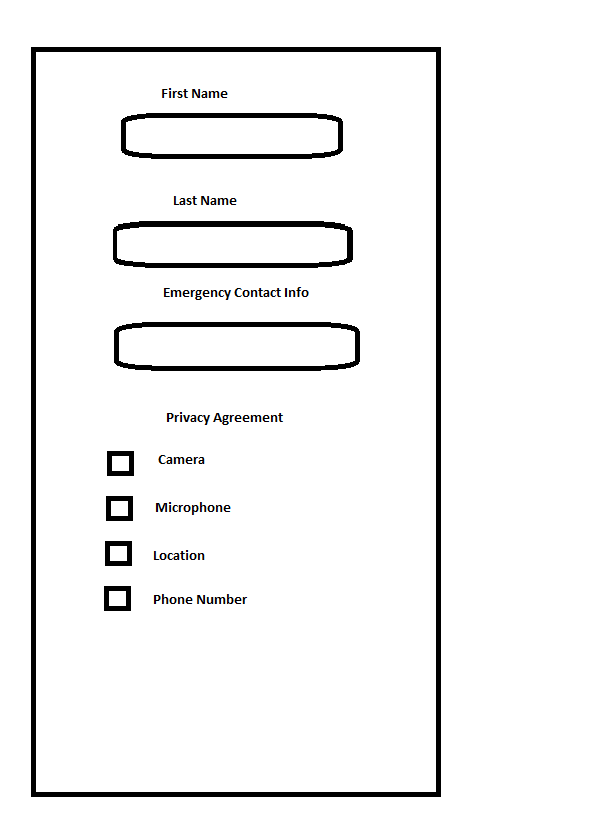 First Name
Last Name
Emergency Contact Info
Privacy Agreement
Camera
Microphone
Location
Phone Number